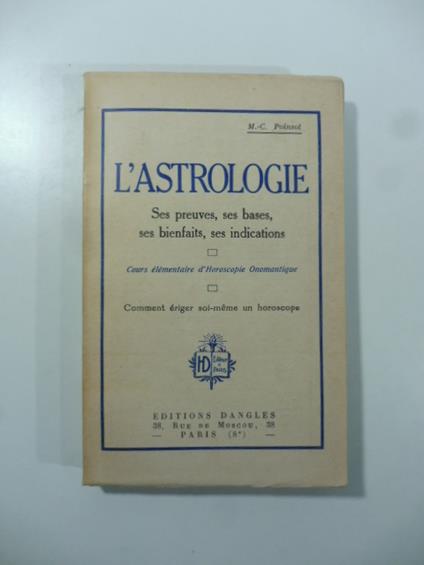 M.-C. Poinsot
L'ASTROLOGIE
Ses preuves, ses bases,
ses bienfaits, ses indications
Cours élémentaire d'Horoscopie Onomantique
Comment ériger soi-même un horoscope
HD
EDITIONS DANGLES
38, RUE DE MOSCOU, 38
— PARIS (8ᵉ) —